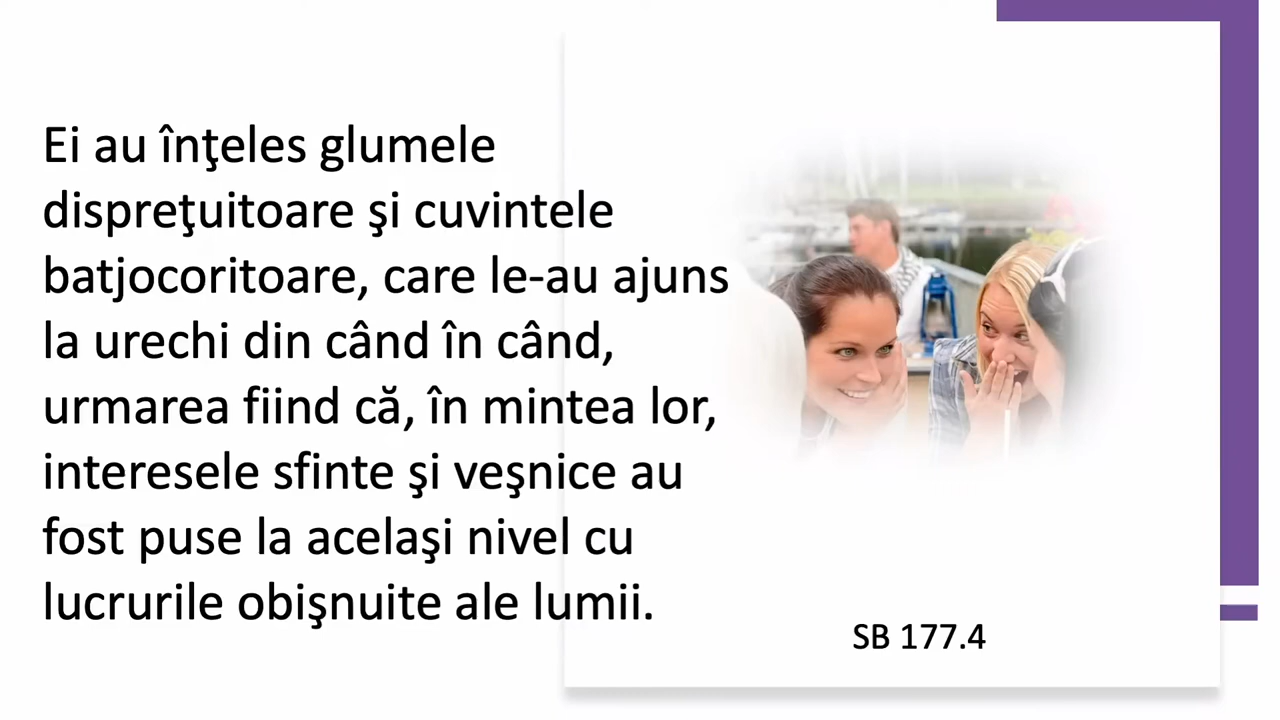 Ei au înţeles glumele
dispreţuitoare şi cuvintele
batjocoritoare, care le-au ajuns
la urechi din când în când,
urmarea fiind că, în mintea lor,
interesele sfinte şi veşnice au
fost puse la acelaşi nivel cu
lucrurile obişnuite ale lumii.
SB 177.4